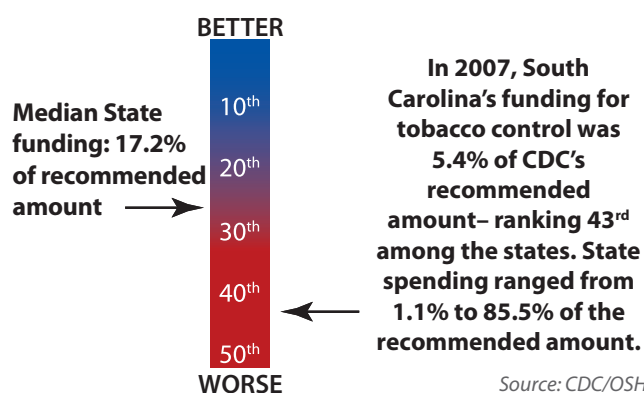 BETTER
Median State
funding: 17.2%
of recommended
amount
10th
20th
30th
40th
50th
WORSE
In 2007, South
Carolina’s funding for
tobacco control was
5.4% of CDC’s
recommended
amount– ranking 43rd
among the states. State
spending ranged from
1.1% to 85.5% of the
recommended amount.
Source: CDC/OSH